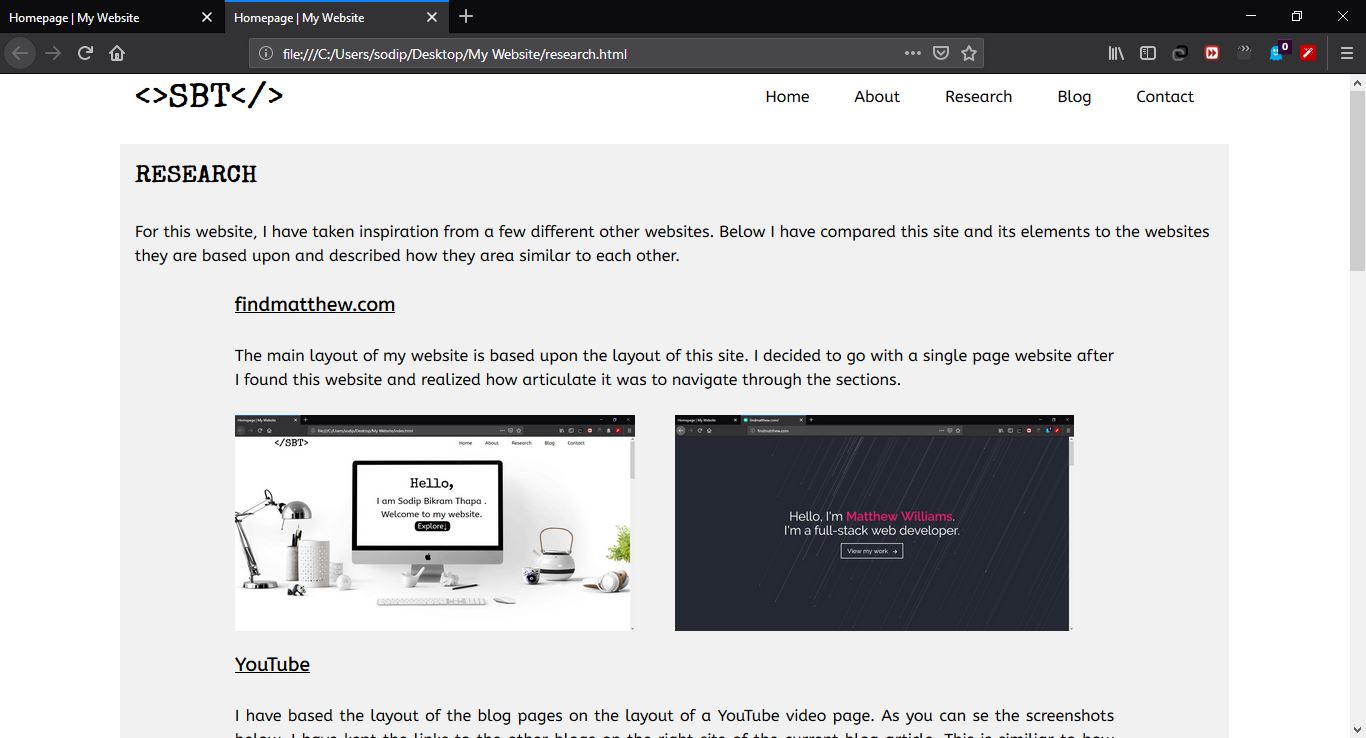 Homepage | My Website
Homepage | My Website
file:///C:/Users/sodip/Desktop/My Website/research.html
0
<>SBT</>
Home About Research Blog Contact
RESEARCH
For this website, I have taken inspiration from a few different other websites. Below I have compared this site and its elements to the websites
they are based upon and described how they area similar to each other.
findmatthew.com
The main layout of my website is based upon the layout of this site. I decided to go with a single page website after
I found this website and realized how articulate it was to navigate through the sections.
Homepage | My Website
file:///C:/Users/sodip/Desktop/My Website/index.html
</SBT>
Home About Research Blog Contact
Hello,
I am Sodip Bikram Thapa .
Welcome to my website.
Explore↓
Homepage | My Website
findmatthew.com/
findmatthew.com
Hello, I'm Matthew Williams.
I'm a full-stack web developer.
View my work →
YouTube
I have based the layout of the blog pages on the layout of a YouTube video page. As you can se the screenshots
below, I have kept the links to the other blogs on the right site of the current blog article. This is similiar to how